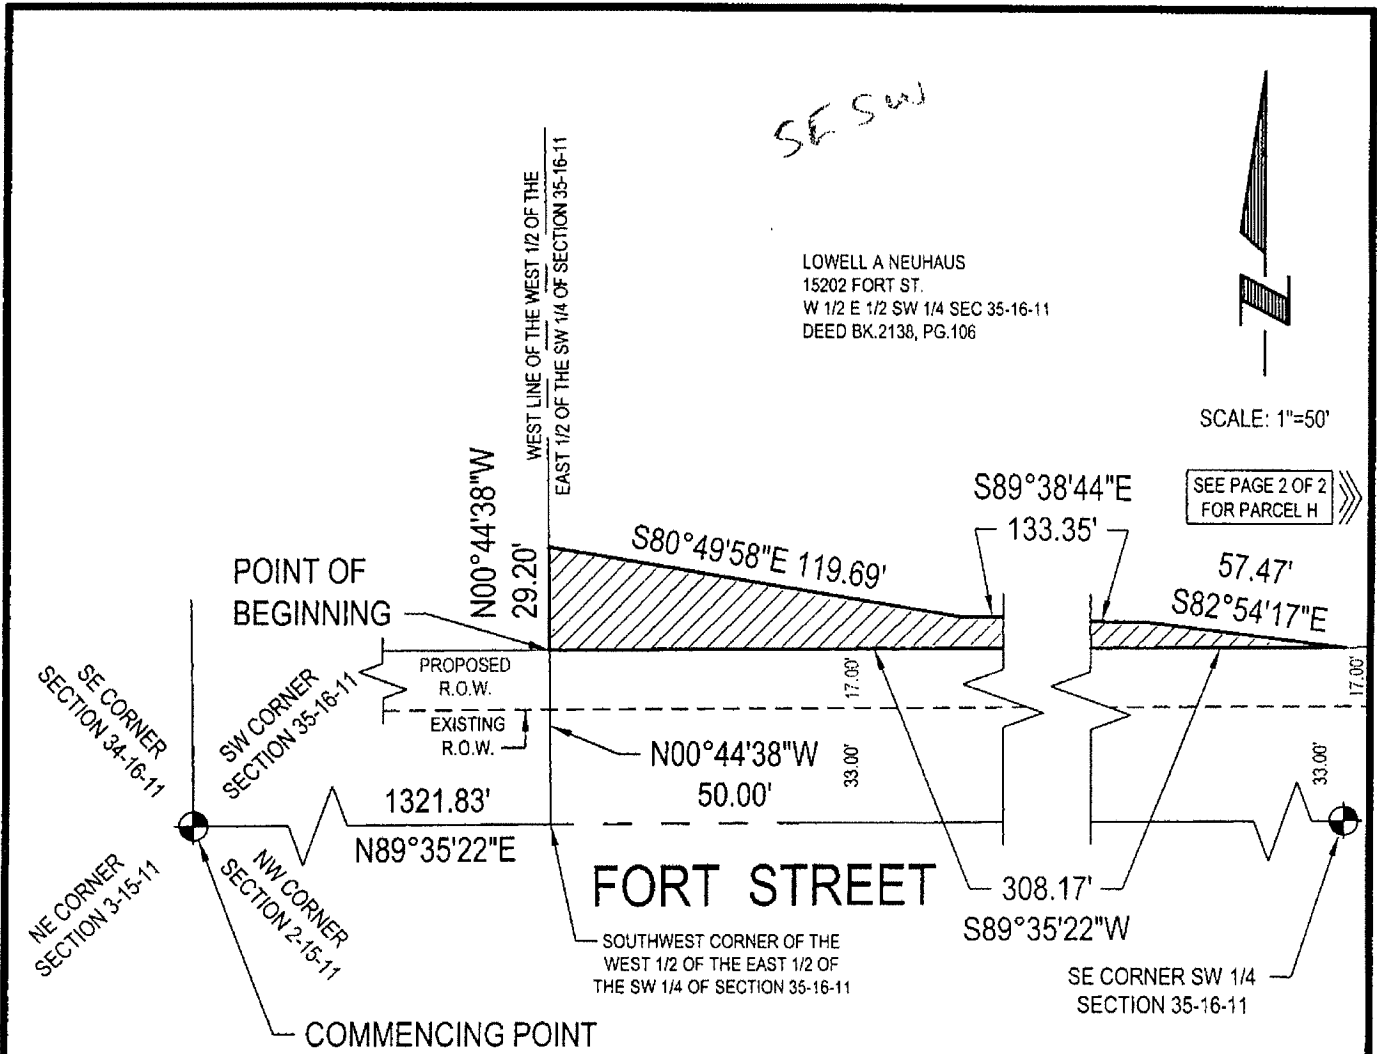 SE SW
WEST LINE OF THE WEST 1/2 OF THE
EAST 1/2 OF THE SW 1/4 OF SECTION 35-16-11
LOWELL A NEUHAUS
15202 FORT ST.
W 1/2 E 1/2 SW 1/4 SEC 35-16-11
DEED BK.2138, PG.106
SCALE: 1"=50'
SEE PAGE 2 OF 2
FOR PARCEL H
N00°44'38"W
29.20'
S80°49'58"E 119.69'
S89°38'44"E
133.35'
57.47'
S82°54'17"E
POINT OF
BEGINNING
PROPOSED
R.O.W.
EXISTING
R.O.W.
17.00'
17.00'
33.00'
33.00'
N00°44'38"W
50.00'
SE CORNER
SECTION 34-16-11
SW CORNER
SECTION 35-16-11
1321.83'
N89°35'22"E
NE CORNER
SECTION 3-15-11
NW CORNER
SECTION 2-15-11
FORT STREET
308.17'
S89°35'22"W
SOUTHWEST CORNER OF THE
WEST 1/2 OF THE EAST 1/2 OF
THE SW 1/4 OF SECTION 35-16-11
SE CORNER SW 1/4
SECTION 35-16-11
COMMENCING POINT